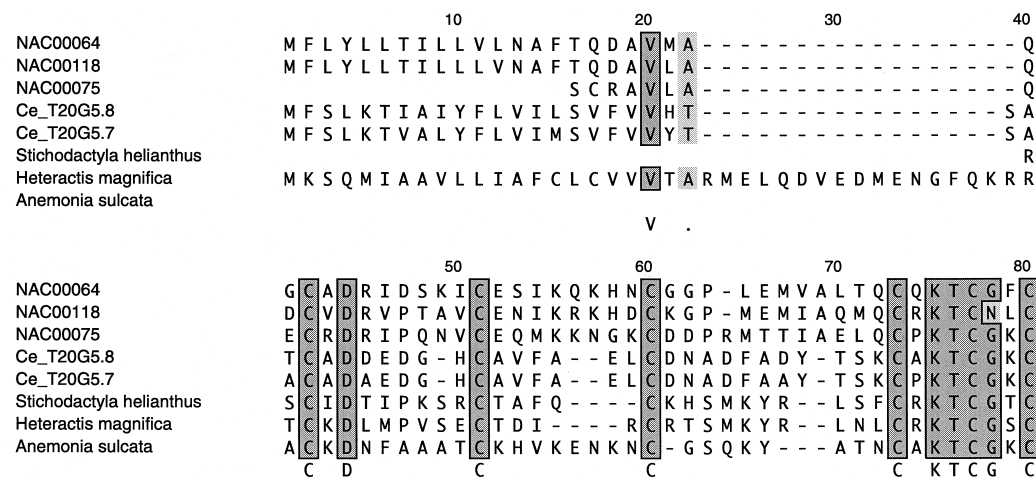 10 20 30 40
NAC00064 M F L Y L L T I L L V L N A F T Q D A V M A - - - - - - - - - - - - - - - - - Q
NAC00118 M F L Y L L T I L L L V N A F T Q D A V L A - - - - - - - - - - - - - - - - - Q
NAC00075 S C R A V L A - - - - - - - - - - - - - - - - - Q
Ce_T20G5.8 M F S L K T I A I Y F L V I L S V F V V H T - - - - - - - - - - - - - - - - S A
Ce_T20G5.7 M F S L K T V A L Y F L V I M S V F V V Y T - - - - - - - - - - - - - - - - S A
Stichodactyla helianthus R
Heteractis magnifica M K S Q M I A A V L L I A F C L C V V V T A R M E L Q D V E D M E N G F Q K R R
Anemonia sulcata
V .
50 60 70 80
NAC00064 G C A D R I D S K I C E S I K Q K H N C G G P - L E M V A L T Q C Q K T C G F C
NAC00118 D C V D R V P T A V C E N I K R K H D C K G P - M E M I A Q M Q C R K T C N L C
NAC00075 E C R D R I P Q N V C E Q M K K N G K C D D P R M T T I A E L Q C P K T C G K C
Ce_T20G5.8 T C A D D E D G - H C A V F A - - E L C D N A D F A D Y - T S K C A K T C G K C
Ce_T20G5.7 A C A D A E D G - H C A V F A - - E L C D N A D F A A Y - T S K C P K T C G K C
Stichodactyla helianthus S C I D T I P K S R C T A F Q - - - - C K H S M K Y R - - L S F C R K T C G T C
Heteractis magnifica T C K D L M P V S E C T D I - - - - R C R T S M K Y R - - L N L C R K T C G S C
Anemonia sulcata A C K D N F A A A T C K H V K E N K N C - G S Q K Y - - - A T N C A K T C G K C
C D C C C K T C G C